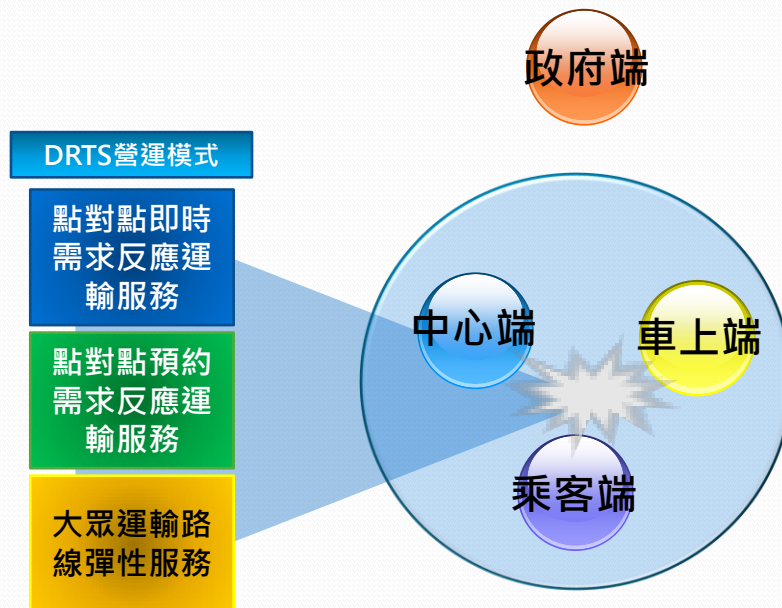 政府端
DRTS營運模式
點對點即時
需求反應運
輸服務
點對點預約
需求反應運
輸服務
大眾運輸路
線彈性服務
中心端
車上端
乘客端